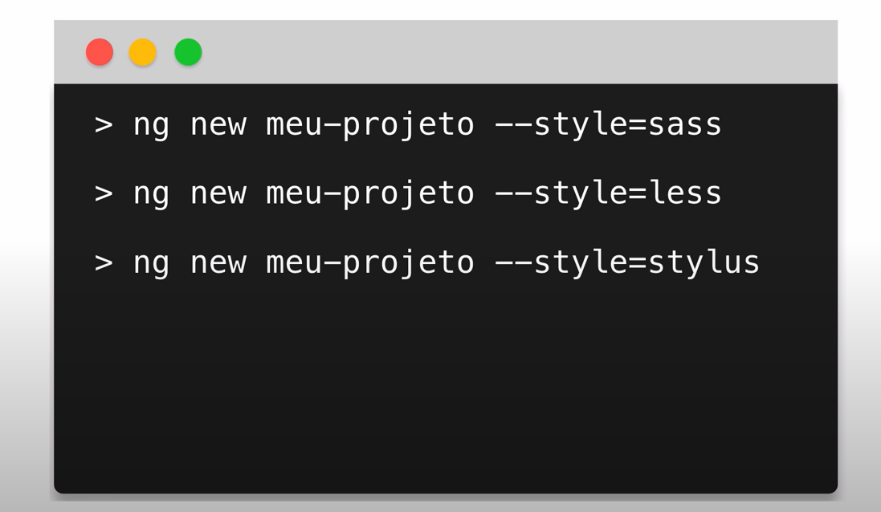 > ng new meu-projeto --style=sass
> ng new meu-projeto --style=less
> ng new meu-projeto --style=stylus